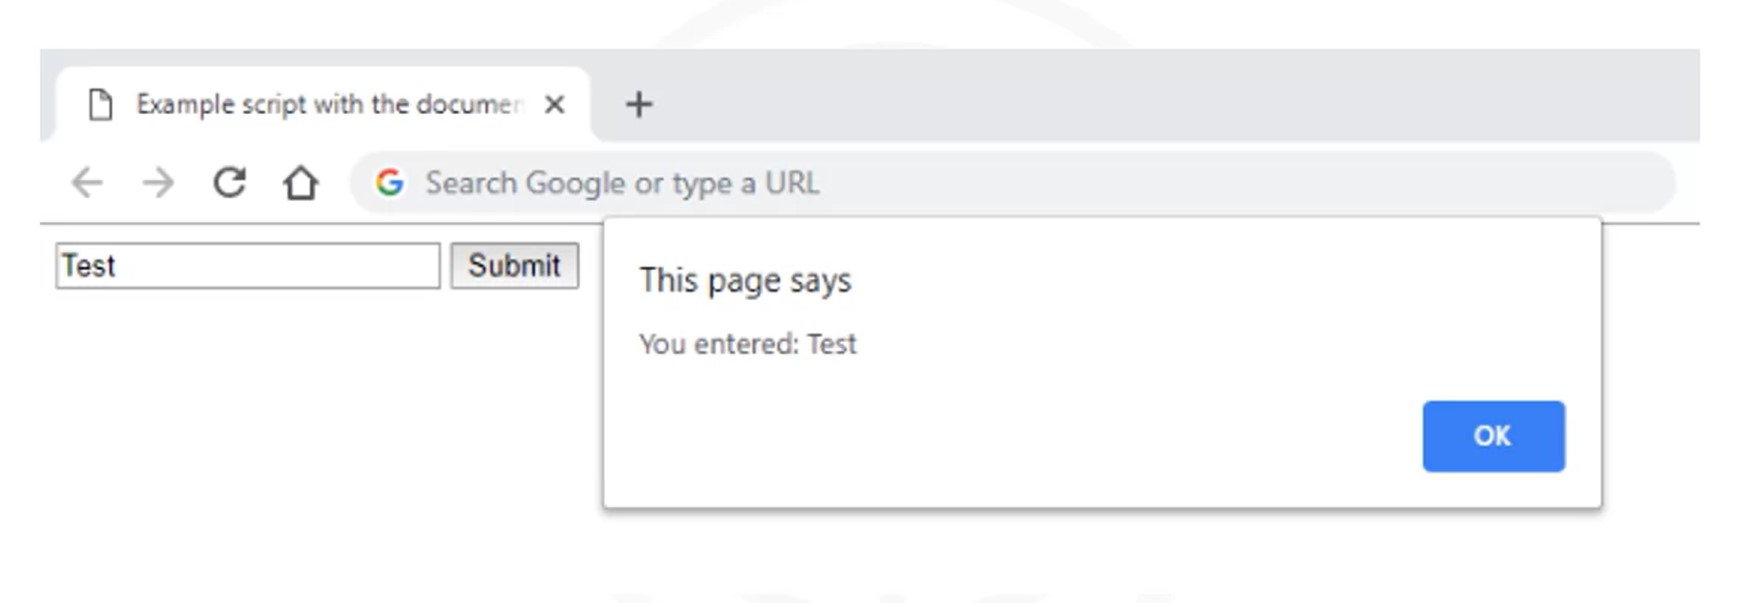 Example script with the documen
Search Google or type a URL
Test
Submit
This page says
You entered: Test
OK